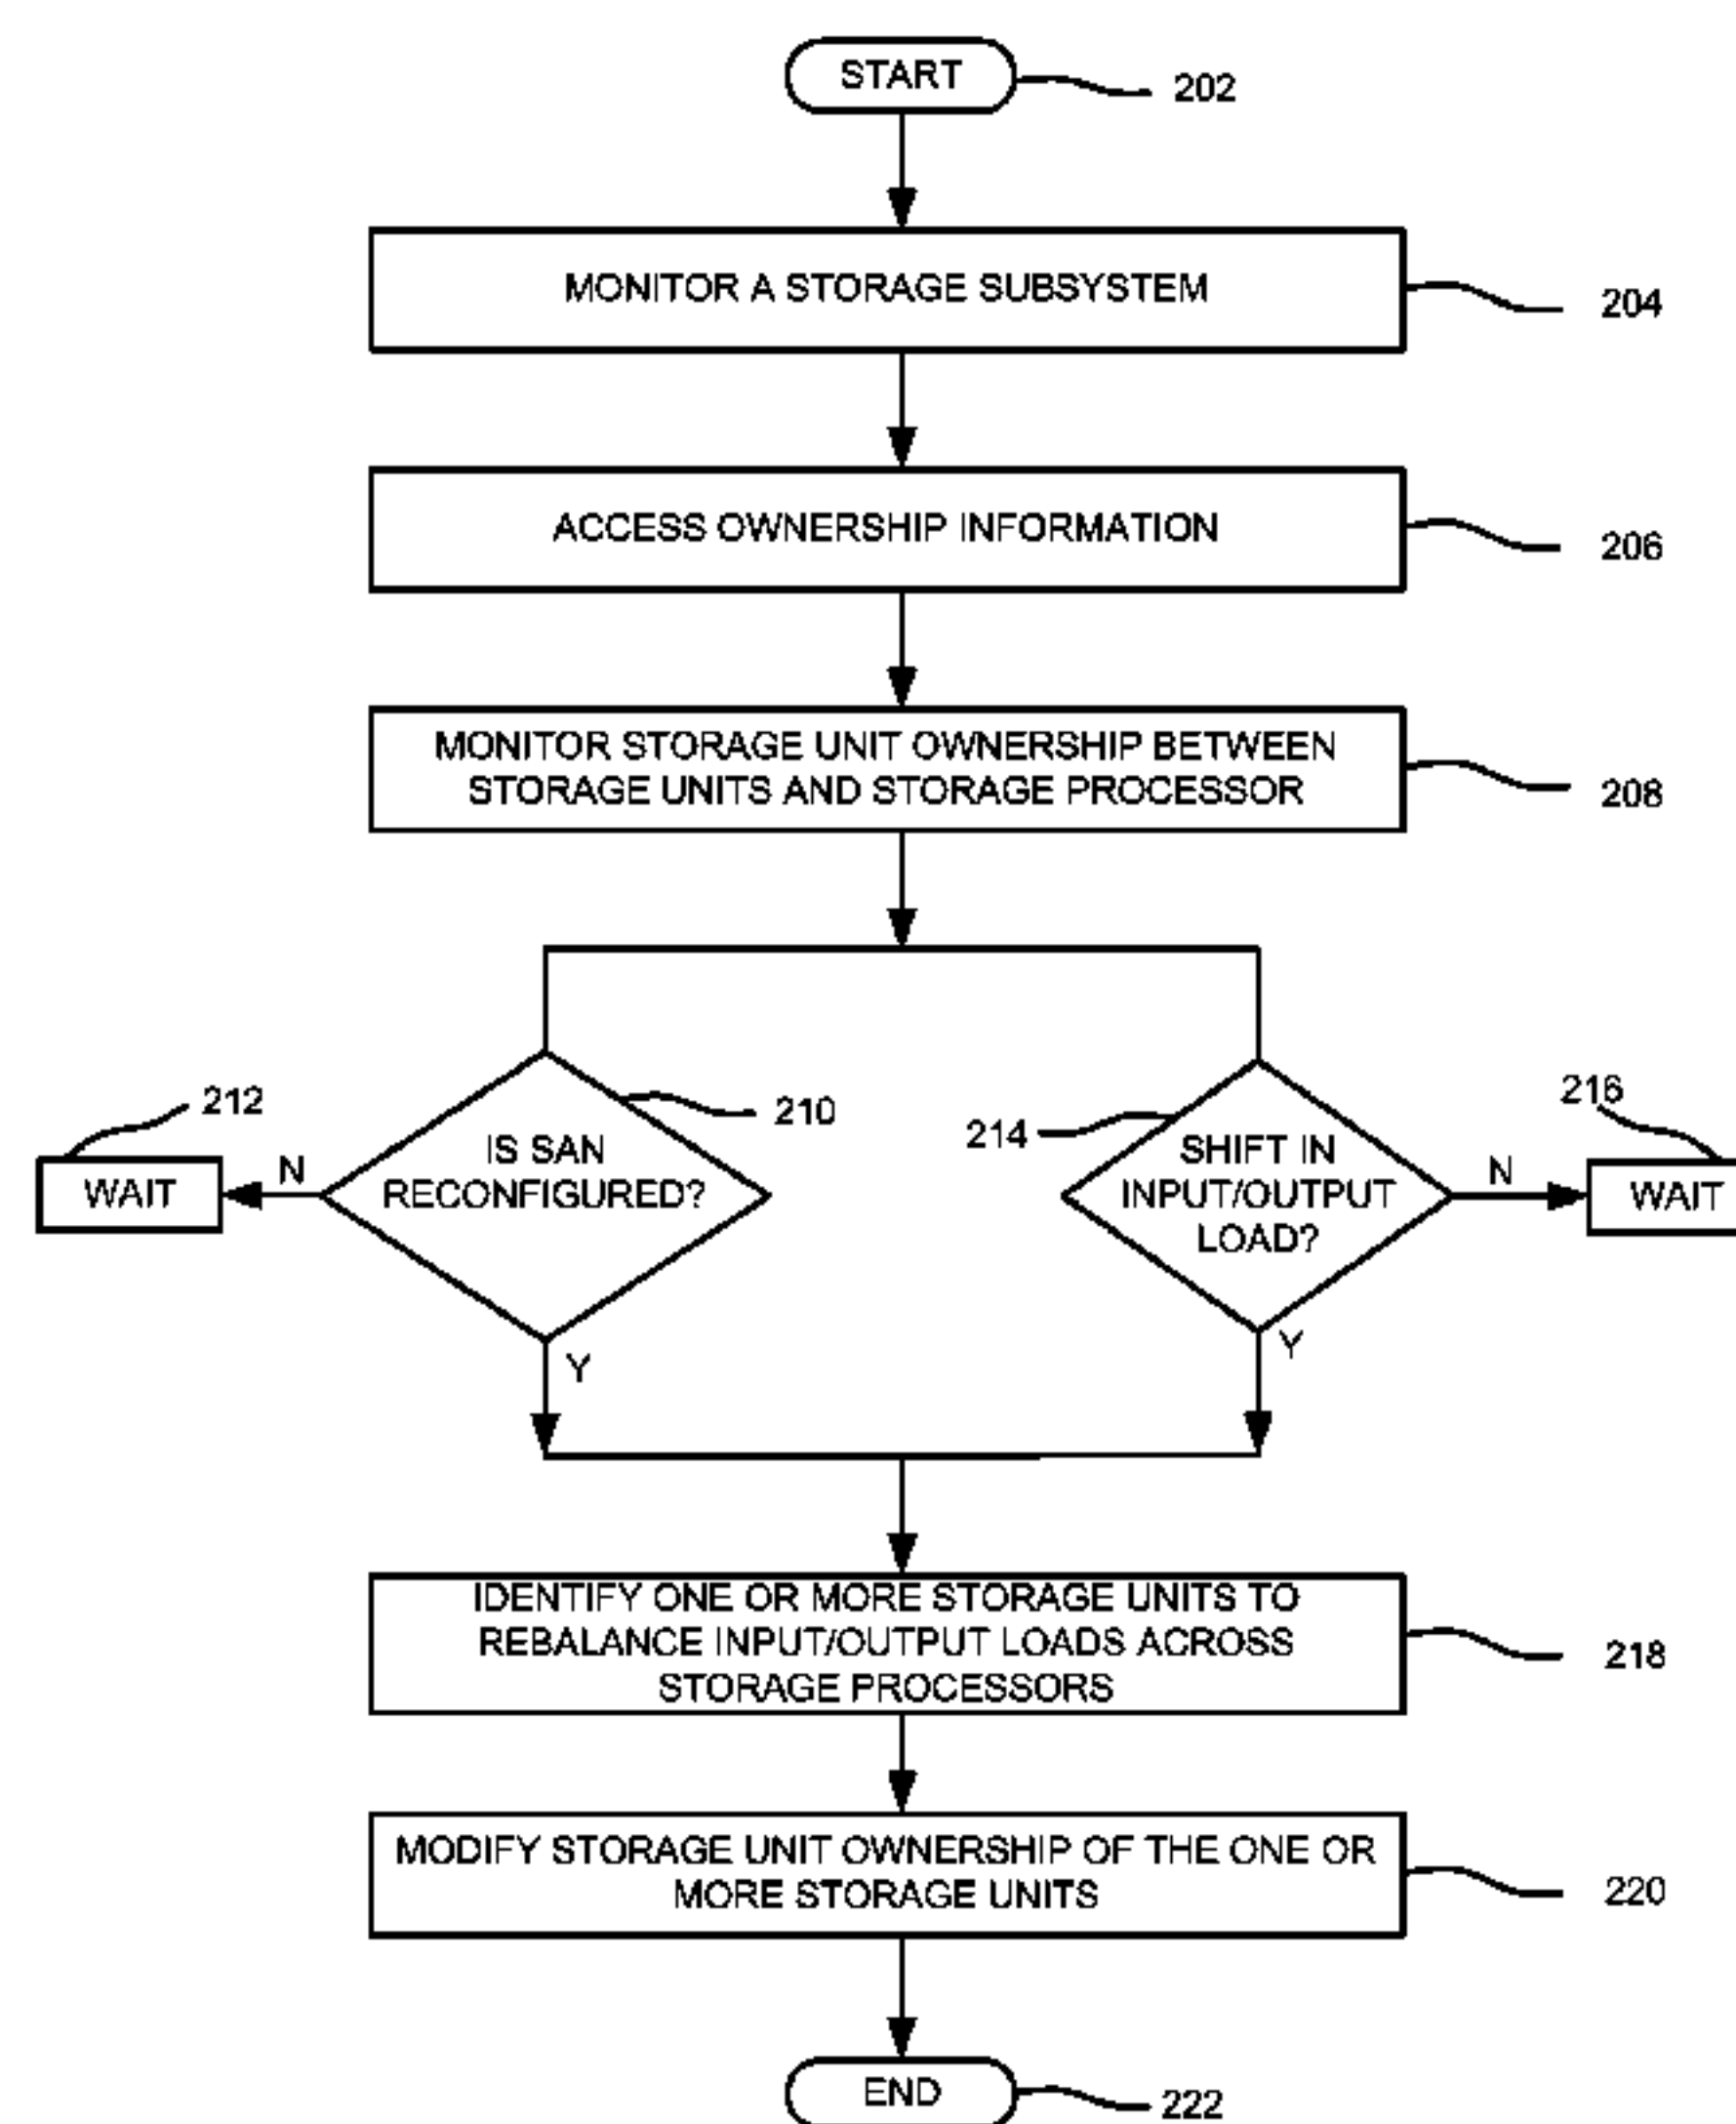 START
202
MONITOR A STORAGE SUBSYSTEM
204
ACCESS OWNERSHIP INFORMATION
206
MONITOR STORAGE UNIT OWNERSHIP BETWEEN
STORAGE UNITS AND STORAGE PROCESSOR
208
212
WAIT
N
IS SAN
RECONFIGURED?
210
Y
214
SHIFT IN
INPUT/OUTPUT
LOAD?
N
216
WAIT
Y
IDENTIFY ONE OR MORE STORAGE UNITS TO
REBALANCE INPUT/OUTPUT LOADS ACROSS
STORAGE PROCESSORS
218
MODIFY STORAGE UNIT OWNERSHIP OF THE ONE OR
MORE STORAGE UNITS
220
END
222